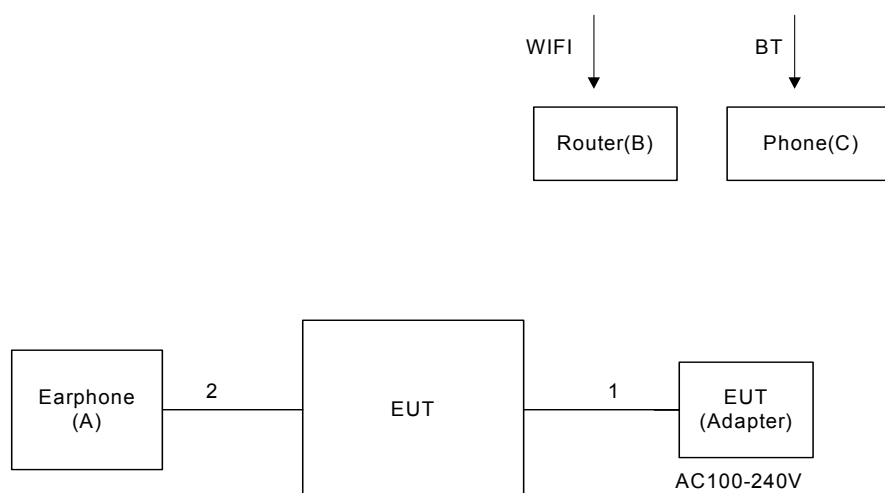 WIFI
BT
Router(B)
Phone(C)
Earphone
(A)
2
EUT
1
EUT
(Adapter)
AC100-240V